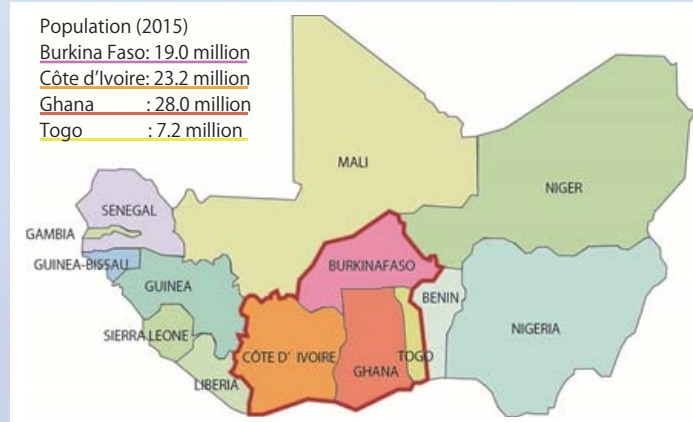 Population (2015)
Burkina Faso: 19.0 million
Côte d’Ivoire: 23.2 million
Ghana : 28.0 million
Togo : 7.2 million
MALI
NIGER
SENEGAL
GAMBIA
GUINEA-BISSAU
BURKINAFASO
GUINEA
BENIN
NIGERIA
SIERRA LEONE
CÔTE D’ IVOIRE
TOGO
GHANA
LIBERIA